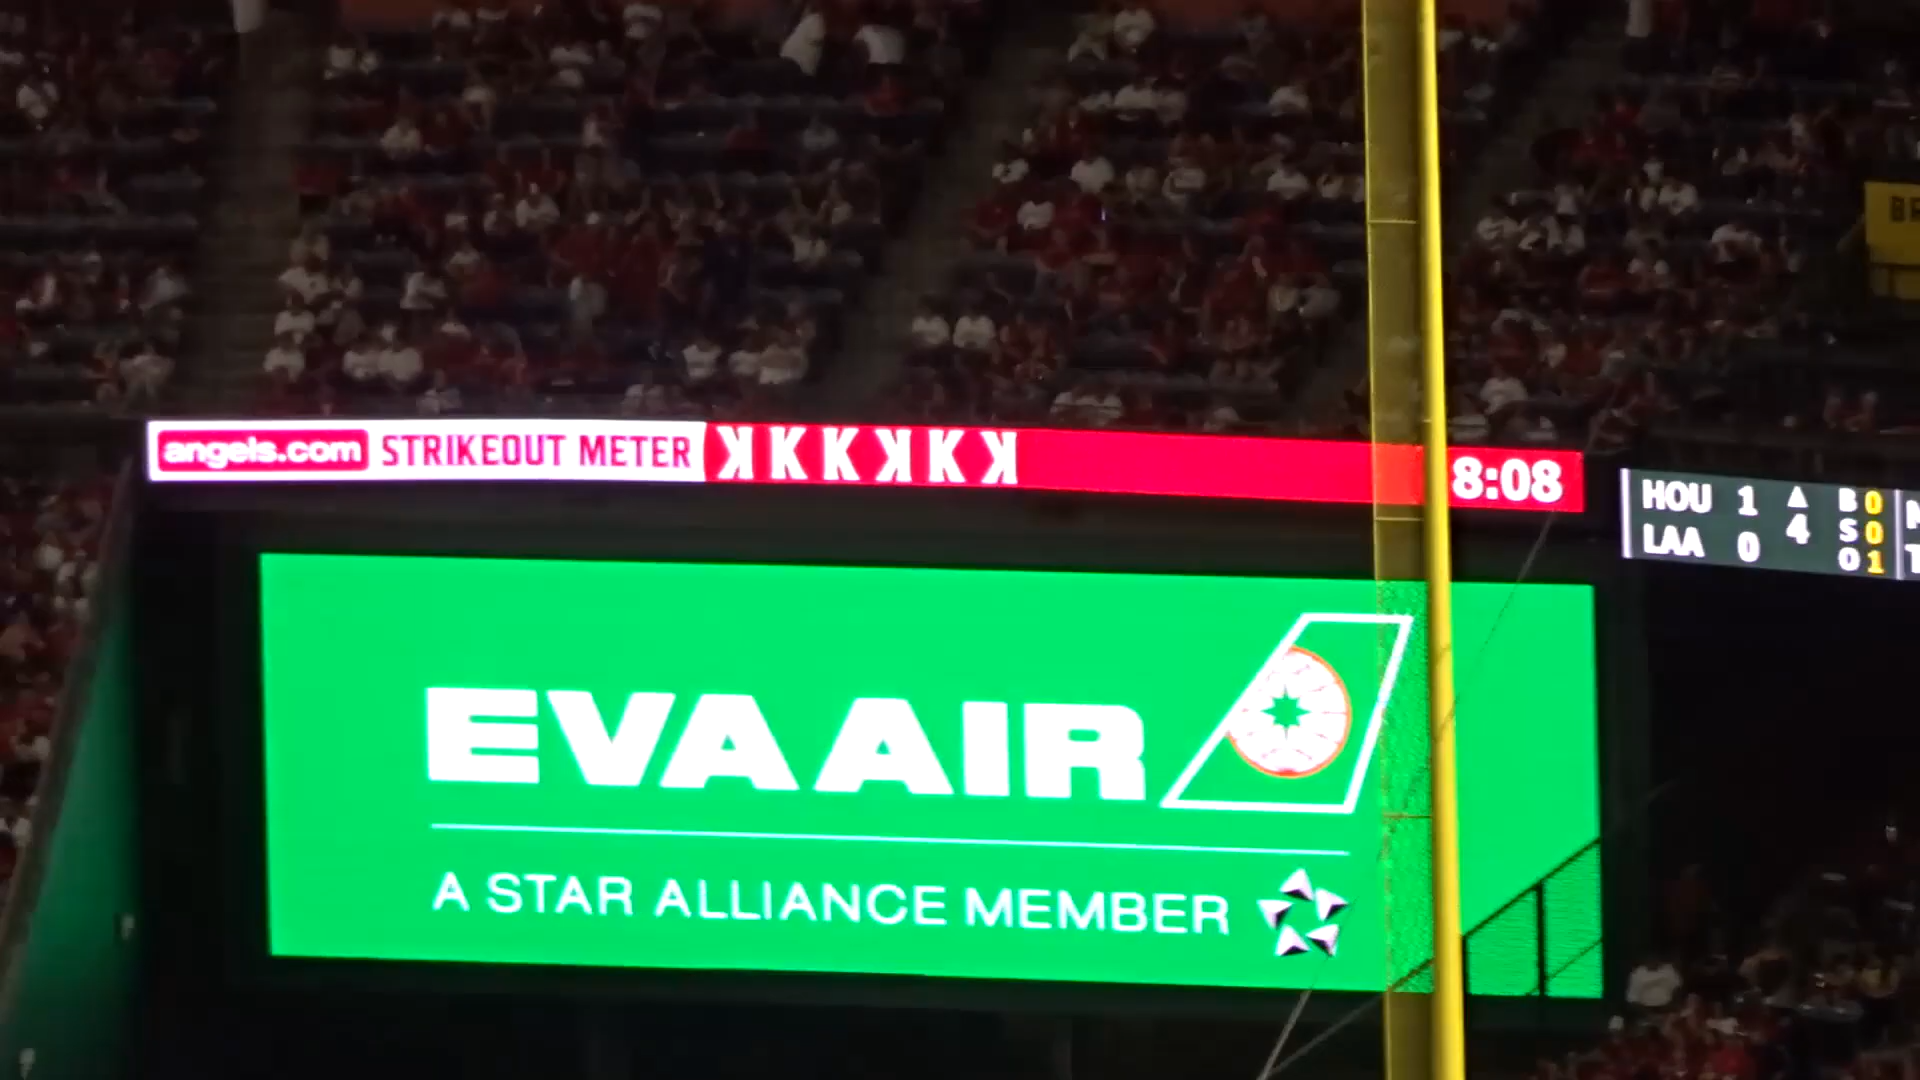 angels.com STRIKEOUT METER ꓘKKꓘKꓘ 8:08
HOU 1 ▲ B 0
4 S 0
LAA 0 O 1
EVA AIR
A STAR ALLIANCE MEMBER